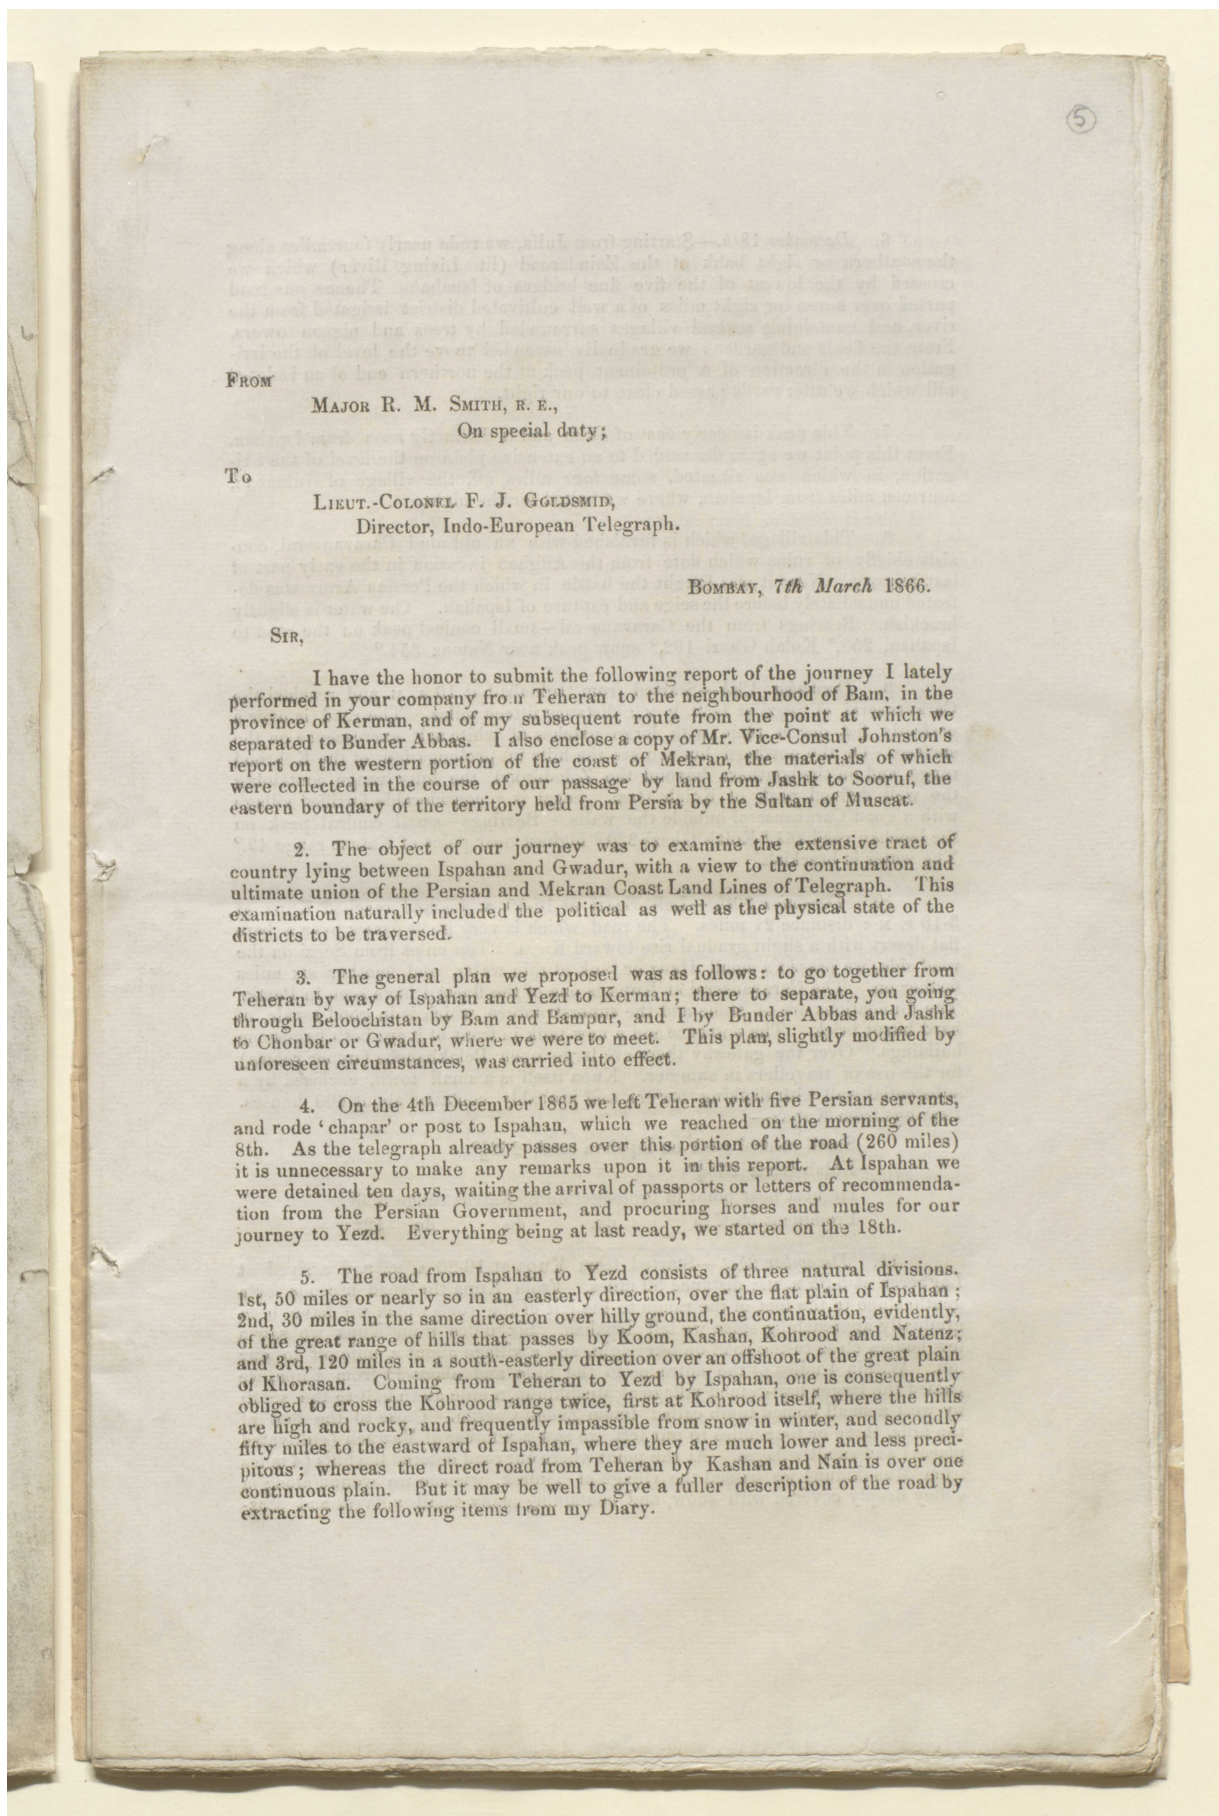 5
FROM
MAJOR R. M. SMITH, R. E.,
On special duty;
To
LIEUT.-COLONEL F. J. GOLDSMID,
Director, Indo-European Telegraph.
BOMBAY, 7th March 1866.
SIR,
I have the honor to submit the following report of the journey I lately
performed in your company from Teheran to the neighbourhood of Bam, in the
province of Kerman, and of my subsequent route from the point at which we
separated to Bunder Abbas. I also enclose a copy of Mr. Vice-Consul Johnston's
report on the western portion of the coast of Mekran, the materials of which
were collected in the course of our passage by land from Jashk to Sooruf, the
eastern boundary of the territory held from Persia by the Sultan of Muscat.
2. The object of our journey was to examine the extensive tract of
country lying between Ispahan and Gwadur, with a view to the continuation and
ultimate union of the Persian and Mekran Coast Land Lines of Telegraph. This
examination naturally included the political as well as the physical state of the
districts to be traversed.
3. The general plan we proposed was as follows: to go together from
Teheran by way of Ispahan and Yezd to Kerman; there to separate, you going
through Beloochistan by Bam and Bampur, and I by Bunder Abbas and Jashk
to Chonbar or Gwadur, where we were to meet. This plan, slightly modified by
unforeseen circumstances, was carried into effect.
4. On the 4th December 1865 we left Teheran with five Persian servants,
and rode 'chapar' or post to Ispahan, which we reached on the morning of the
8th. As the telegraph already passes over this portion of the road (260 miles)
it is unnecessary to make any remarks upon it in this report. At Ispahan we
were detained ten days, waiting the arrival of passports or letters of recommenda-
tion from the Persian Government, and procuring horses and mules for our
journey to Yezd. Everything being at last ready, we started on the 18th.
5. The road from Ispahan to Yezd consists of three natural divisions.
1st, 50 miles or nearly so in an easterly direction, over the flat plain of Ispahan;
2nd, 30 miles in the same direction over hilly ground, the continuation, evidently,
of the great range of hills that passes by Koom, Kashan, Kohrood and Natenz;
and 3rd, 120 miles in a south-easterly direction over an offshoot of the great plain
of Khorasan. Coming from Teheran to Yezd by Ispahan, one is consequently
obliged to cross the Kohrood range twice, first at Kohrood itself, where the hills
are high and rocky, and frequently impassible from snow in winter, and secondly
fifty miles to the eastward of Ispahan, where they are much lower and less preci-
pitous; whereas the direct road from Teheran by Kashan and Nain is over one
continuous plain. But it may be well to give a fuller description of the road by
extracting the following items from my Diary.